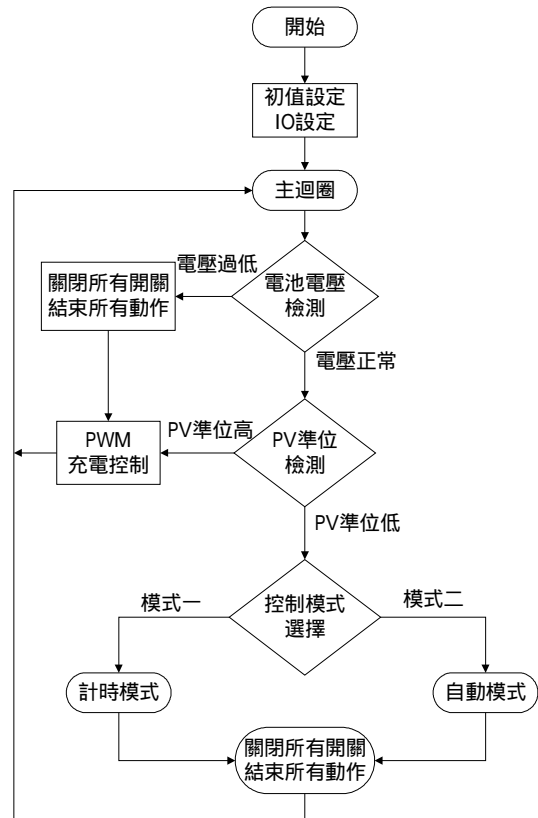 開始
初值設定
IO設定
主迴圈
電壓過低
關閉所有開關
結束所有動作
電池電壓
檢測
電壓正常
PV準位高
PWM
充電控制
PV準位
檢測
PV準位低
模式一
控制模式
選擇
模式二
計時模式
自動模式
關閉所有開關
結束所有動作